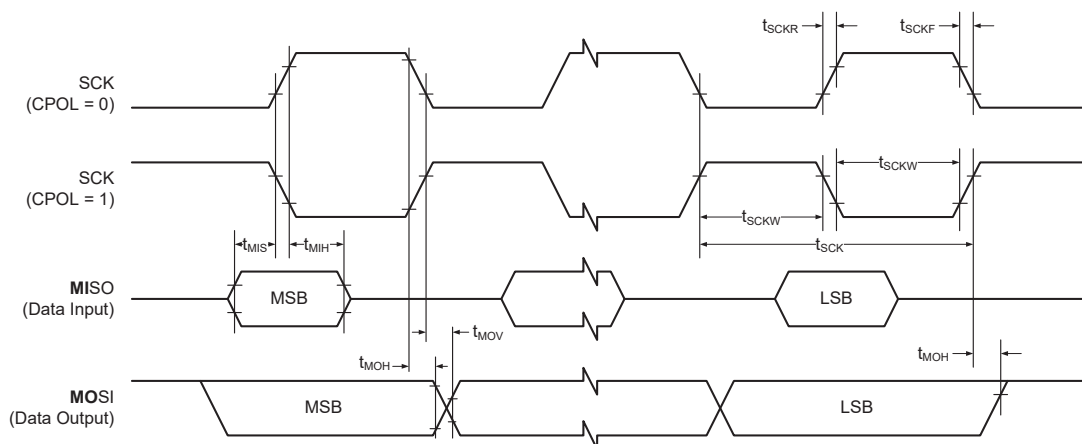 tSCKR
tSCKF
SCK
(CPOL = 0)
SCK
(CPOL = 1)
tSCKW
tSCKW
tSCK
tMIS
tMIH
MISO
(Data Input)
MSB
LSB
tMOV
tMOH
tMOH
MOSI
(Data Output)
MSB
LSB